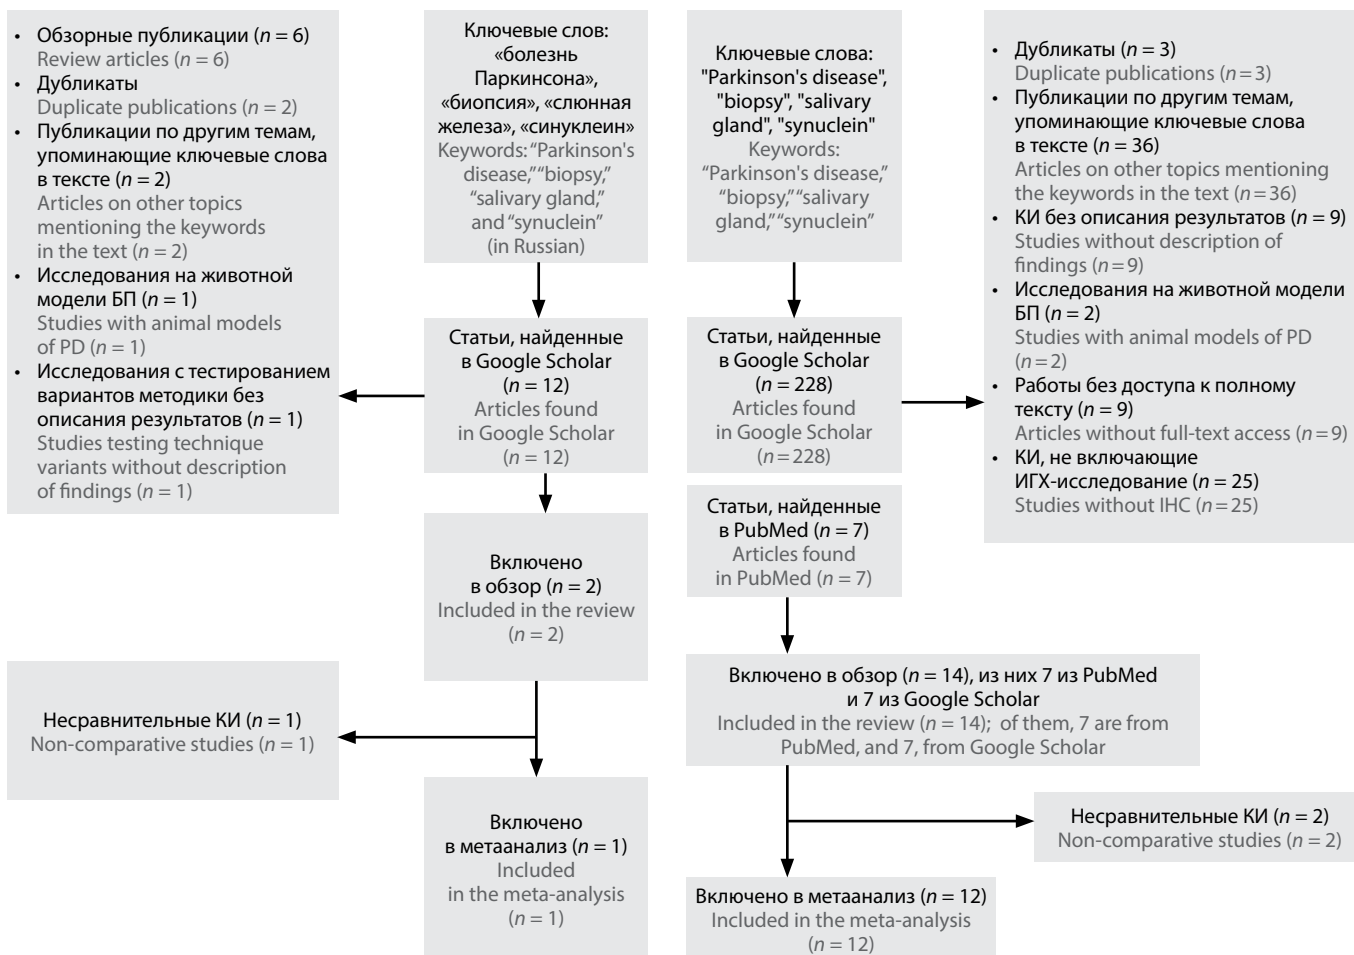 • Обзорные публикации (n = 6)
Review articles (n = 6)
• Дубликаты
Duplicate publications (n = 2)
• Публикации по другим темам,
упоминающие ключевые слова
в тексте (n = 2)
Articles on other topics
mentioning the keywords
in the text (n = 2)
• Исследования на животной
модели БП (n = 1)
Studies with animal models
of PD (n = 1)
• Исследования с тестированием
вариантов методики без
описания результатов (n = 1)
Studies testing technique
variants without description
of findings (n = 1)
Ключевые слов:
«болезнь
Паркинсона»,
«биопсия», «слюнная
железа», «синуклеин»
Keywords: “Parkinson's
disease,” “biopsy,”
“salivary gland,”
and “synuclein”
(in Russian)
Статьи, найденные
в Google Scholar
(n = 12)
Articles found
in Google Scholar
(n = 12)
Включено
в обзор (n = 2)
Included in the review
(n = 2)
Несравнительные КИ (n = 1)
Non-comparative studies (n = 1)
Включено
в метаанализ (n = 1)
Included
in the meta-analysis
(n = 1)
Ключевые слова:
"Parkinson's disease",
"biopsy", "salivary
gland", "synuclein"
Keywords:
“Parkinson's disease,”
“biopsy,” “salivary
gland,” “synuclein”
Статьи, найденные
в Google Scholar
(n = 228)
Articles found
in Google Scholar
(n = 228)
• Дубликаты (n = 3)
Duplicate publications (n = 3)
• Публикации по другим темам,
упоминающие ключевые слова
в тексте (n = 36)
Articles on other topics mentioning
the keywords in the text (n = 36)
• КИ без описания результатов (n = 9)
Studies without description of
findings (n = 9)
• Исследования на животной модели
БП (n = 2)
Studies with animal models of PD
(n = 2)
• Работы без доступа к полному
тексту (n = 9)
Articles without full-text access (n = 9)
• КИ, не включающие
ИГХ-исследование (n = 25)
Studies without IHC (n = 25)
Статьи, найденные
в PubMed (n = 7)
Articles found
in PubMed (n = 7)
Включено в обзор (n = 14), из них 7 из PubMed
и 7 из Google Scholar
Included in the review (n = 14); of them, 7 are from
PubMed, and 7, from Google Scholar
Несравнительные КИ (n = 2)
Non-comparative studies (n = 2)
Включено в метаанализ (n = 12)
Included in the meta-analysis
(n = 12)